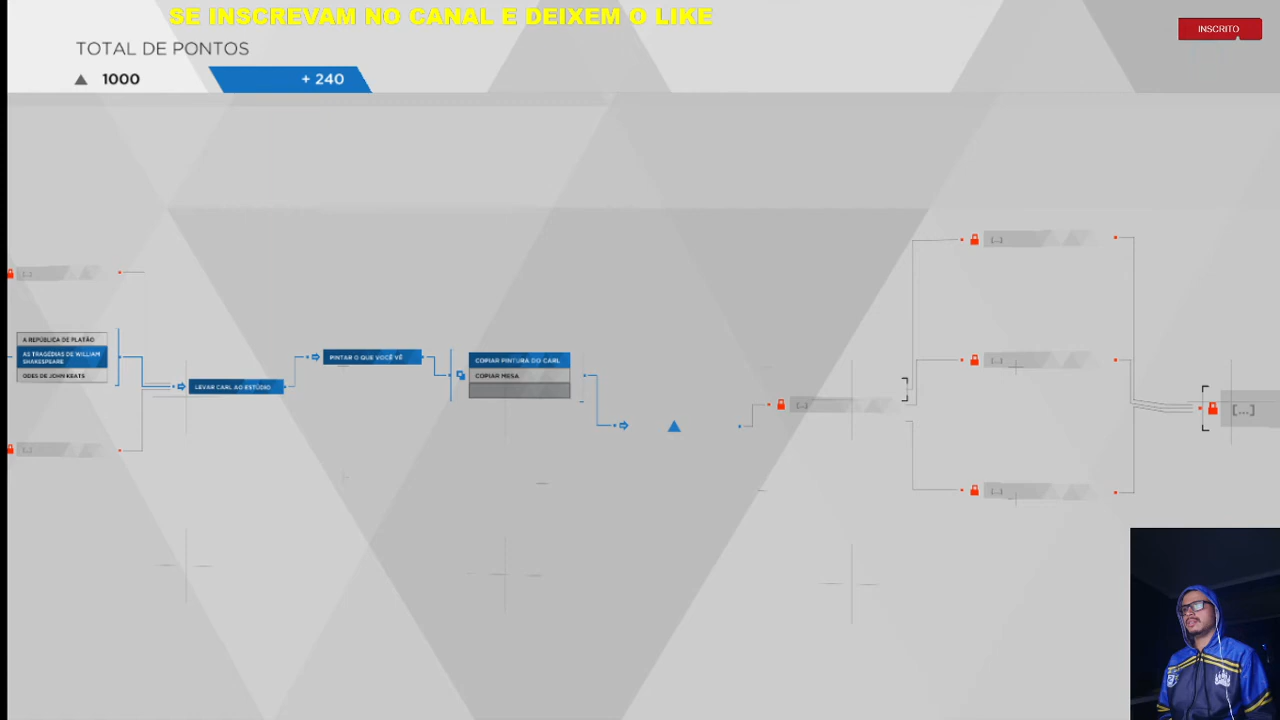 SE INSCREVAM NO CANAL E DEIXEM O LIKE
INSCRITO
TOTAL DE PONTOS
1000
+ 240
[...]
[...]
A REPÚBLICA DE PLATÃO
AS TRAGÉDIAS DE WILLIAM
SHAKESPEARE
ODES DE JOHN KEATS
PINTAR O QUE VOCÊ VÊ
COPIAR PINTURA DO CARL
[...]
COPIAR MESA
LEVAR CARL AO ESTÚDIO
[...]
[...]
[...]
[...]